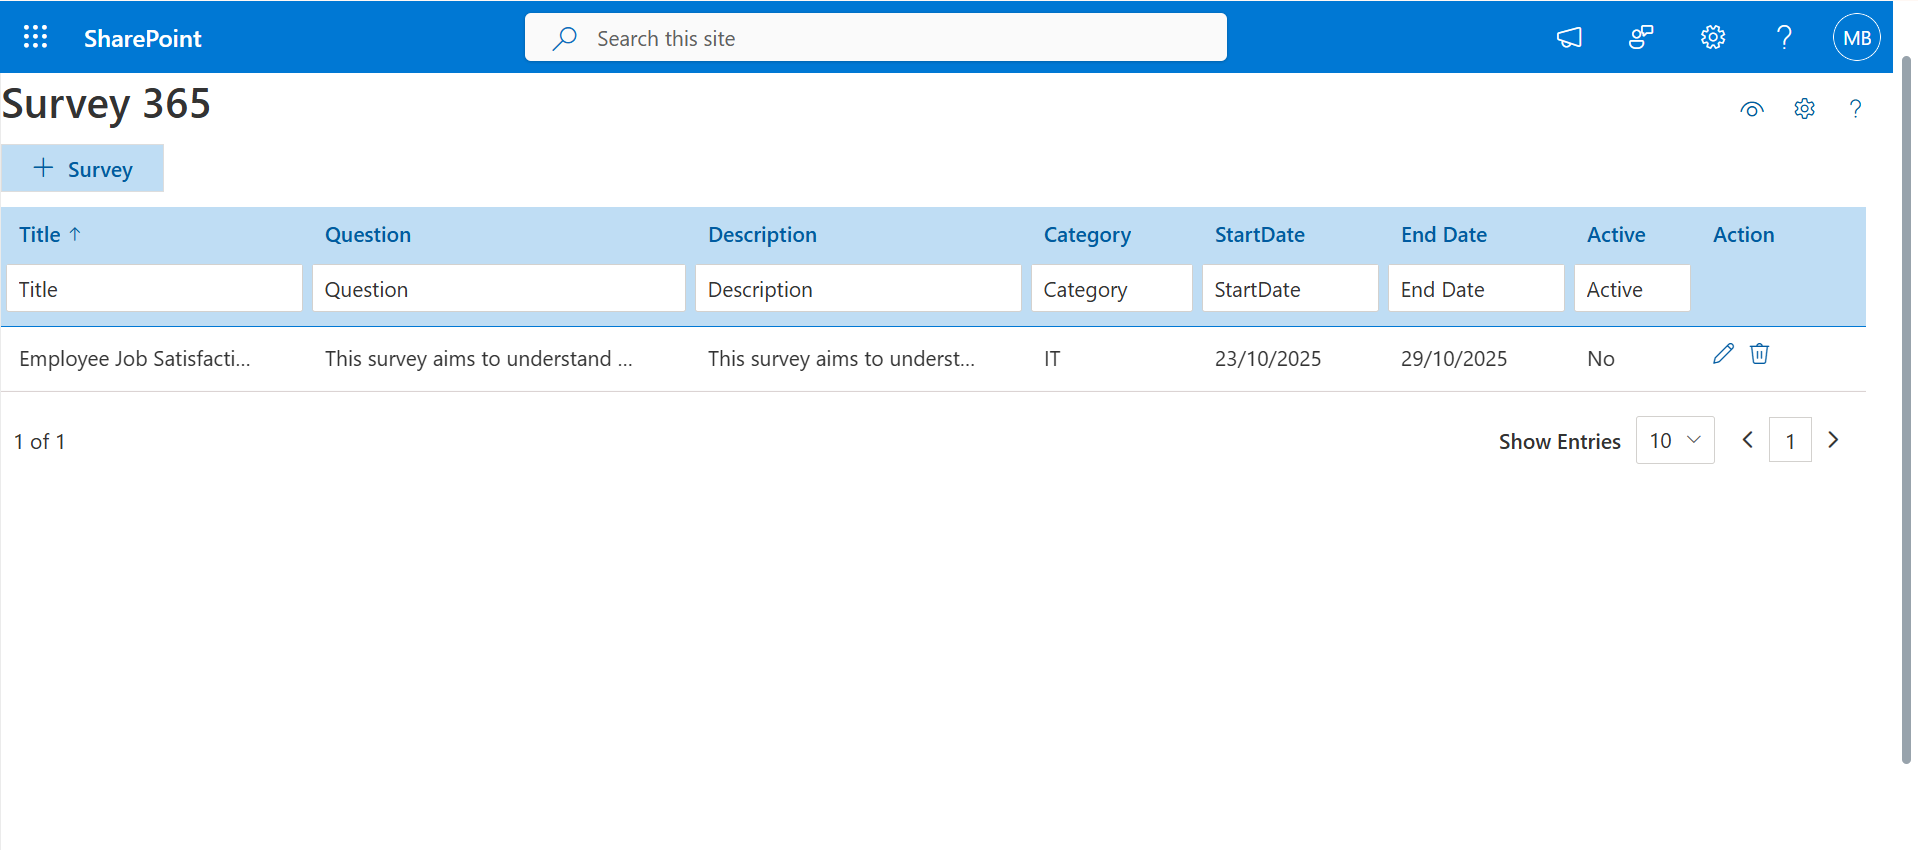 SharePoint
Search this site
MB
Survey 365
?
+ Survey
Title ↑ Question Description Category StartDate End Date Active Action
Title Question Description Category StartDate End Date Active
Employee Job Satisfacti... This survey aims to understand ... This survey aims to underst... IT 23/10/2025 29/10/2025 No
1 of 1 Show Entries 10 1